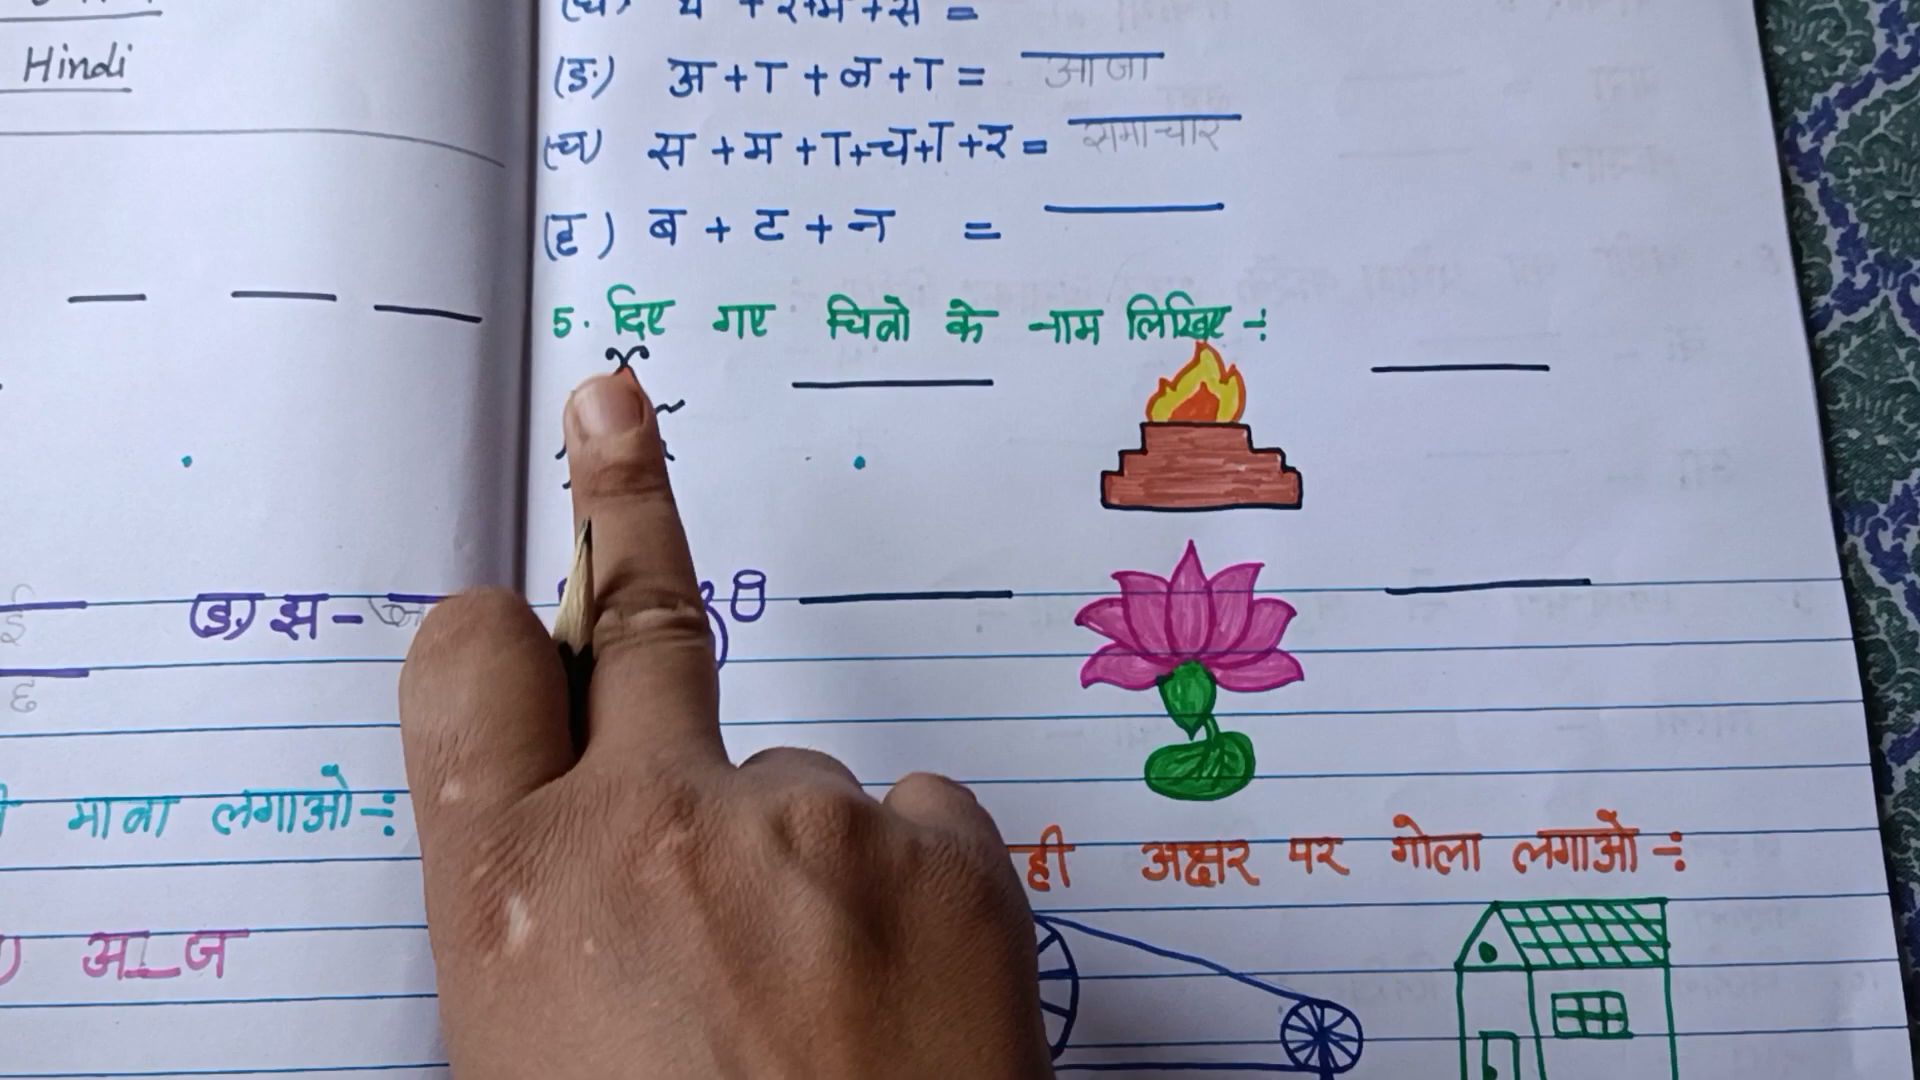 Hindi
(ङ) अ + ा + ज + ा = आजा
(च) स + म + ा + च + ा + र = समाचार
(ह) ब + ट + न =
5. दिए गए चित्रो के नाम लिखिए -:
ई
(ङ) झ -
ह
मात्रा लगाओ -:
ही अक्षर पर गोला लगाओ -:
अ_ज